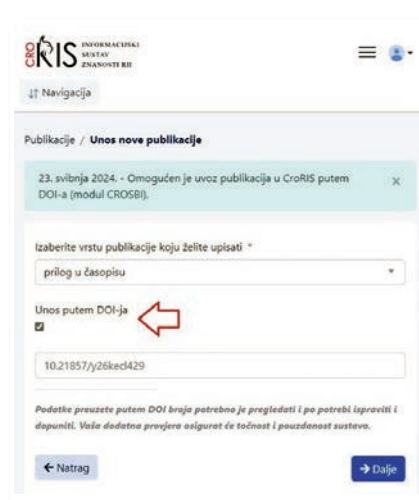 CRORIS INFORMACIJSKI
SUSTAV
ZNANOSTI RH
Navigacija
Publikacije / Unos nove publikacije
23. svibnja 2024. - Omogućen je uvoz publikacija u CroRIS putem
DOI-a (modul CROSBI).
x
Izaberite vrstu publikacije koju želite upisati *
prilog u časopisu
Unos putem DOI-ja
10.21857/y26kecl429
Podatke preuzete putem DOI broja potrebno je pregledati i po potrebi ispraviti i
dopuniti. Vaša dodatna provjera osigurat će točnost i pouzdanost sustava.
← Natrag
→ Dalje